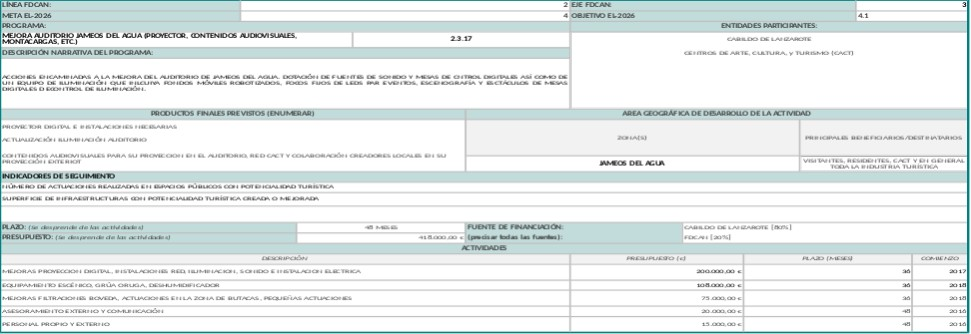 LÍNEA FDCAN: 2 EJE FDCAN: 3
META EL-2026 4 OBJETIVO EL-2026 4.1
PROGRAMA: ENTIDADES PARTICIPANTES:
MEJORA AUDITORIO JAMEOS DEL AGUA (PROYECTOR, CONTENIDOS AUDIOVISUALES, MONTACARGAS, ETC.) 2.3.17
CABILDO DE LANZAROTE
CENTROS DE ARTE, CULTURA, y TURISMO (CACT)
DESCRIPCIÓN NARRATIVA DEL PROGRAMA:
ACCIONES ENCAMINADAS A LA MEJORA DEL AUDITORIO DE JAMEOS DEL AGUA. DOTACIÓN DE FUENTES DE SONIDO Y MESAS DE CNTROL DIGITALES ASÍ COMO DE
UN EQUIPO DE ILUMINACIÓN QUE INCLUYA FONDOS MÓVILES ROBOTIZADOS, FOCOS FIJOS DE LEDS PAR EVENTOS, ESCENOGRAFÍA Y ESCTÁCULOS DE MESAS
DIGITALES D ECONTROL DE ILUMINACIÓN.
PRODUCTOS FINALES PREVISTOS (ENUMERAR) AREA GEOGRÁFICA DE DESARROLLO DE LA ACTIVIDAD
PROYECTOR DIGITAL E INSTALACIONES NECESARIAS
ACTUALIZACIÓN ILUMINACIÓN AUDITORIO
ZONA(S) PRINCIPALES BENEFICIARIOS/DESTINATARIOS
CONTENIDOS AUDIOVISUALES PARA SU PROYECCION EN EL AUDITORIO, RED CACT Y COLABORACIÓN CREADORES LOCALES EN SU
PROYECCIÓN EXTERIOT
JAMEOS DEL AGUA VISITANTES, RESIDENTES, CACT Y EN GENERAL
TODA LA INDUSTRIA TURÍSTICA
INDICADORES DE SEGUIMIENTO
NÚMERO DE ACTUACIONES REALIZADAS EN ESPACIOS PÚBLICOS CON POTENCIALIDAD TURÍSTICA
SUPERFICIE DE INFRAESTRUCTURAS CON POTENCIALIDAD TURÍSTICA CREADA O MEJORADA
PLAZO: (Se desprende de las actividades) 48 MESES FUENTE DE FINANCIACIÓN: CABILDO DE LANZAROTE [80%]
PRESUPUESTO: (se desprende de las actividades) 418.000,00 € (precisar todas las fuentes): FDCAN [20%]
ACTIVIDADES
DESCRIPCIÓN PRESUPUESTO (€) PLAZO (MESES) COMIENZO
MEJORAS PROYECCION DIGITAL, INSTALACIONES RED, ILUMINACION, SONIDO E INSTALACION ELECTRICA 200.000,00 € 36 2017
EQUIPAMIENTO ESCÉNICO, GRÚA ORUGA, DESHUMIDIFICADOR 108.000,00 € 36 2018
MEJORAS FILTRACIONES BOVEDA, ACTUACIONES EN LA ZONA DE BUTACAS, PEQUEÑAS ACTUACIONES 75.000,00 € 36 2018
ASESORAMIENTO EXTERNO Y COMUNICACIÓN 20.000,00 € 48 2016
PERSONAL PROPIO Y EXTERNO 15.000,00 € 48 2016